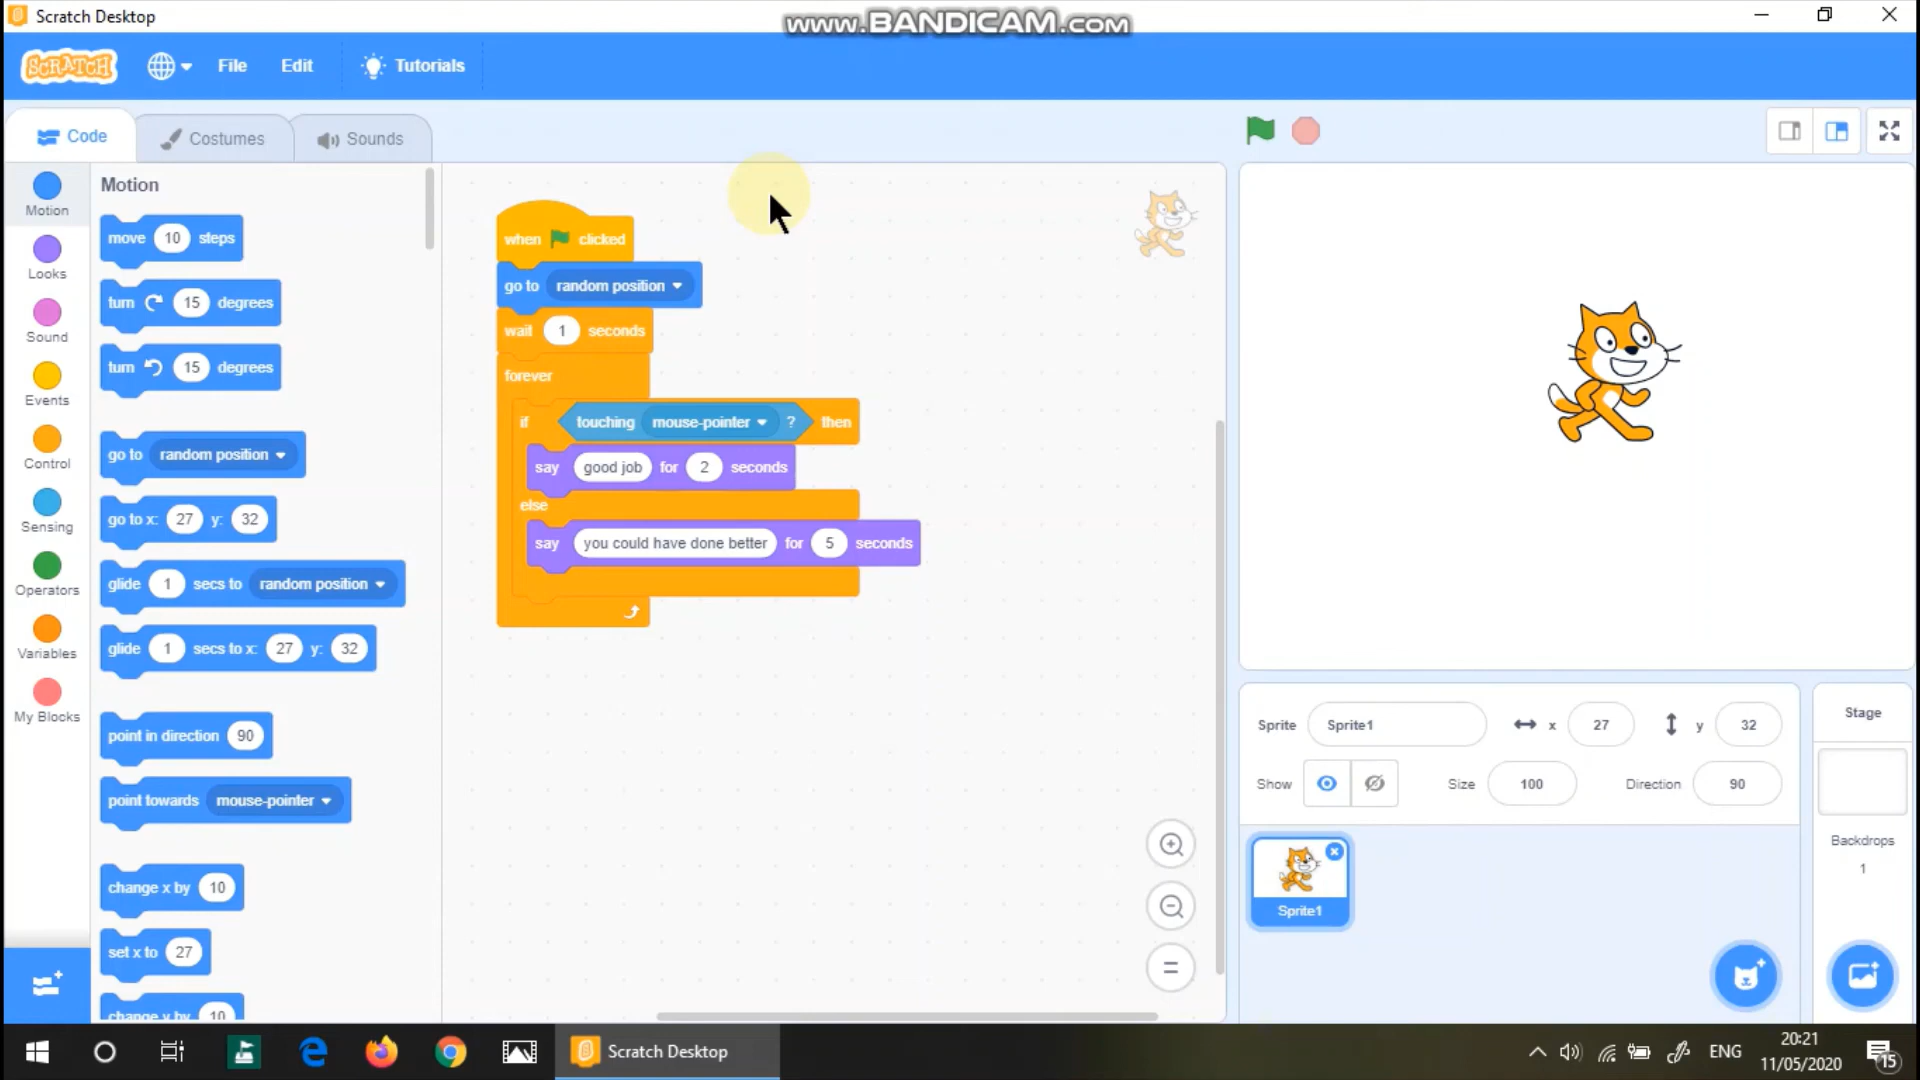 Scratch Desktop
www.BANDICAM.com
SCRATCH
File
Edit
Tutorials
Code
Costumes
Sounds
Motion
Looks
Sound
Events
Control
Sensing
Operators
Variables
My Blocks
Motion
move 10 steps
turn 15 degrees
turn 15 degrees
go to random position
go to x: 27 y: 32
glide 1 secs to random position
glide 1 secs to x: 27 y: 32
point in direction 90
point towards mouse-pointer
change x by 10
set x to 27
change y by 10
when clicked
go to random position
wait 1 seconds
forever
if touching mouse-pointer ? then
say good job for 2 seconds
else
say you could have done better for 5 seconds
Sprite Sprite1 x 27 y 32
Show Size 100 Direction 90
Sprite1
Stage
Backdrops
1
Scratch Desktop
ENG
20:21
11/05/2020
15